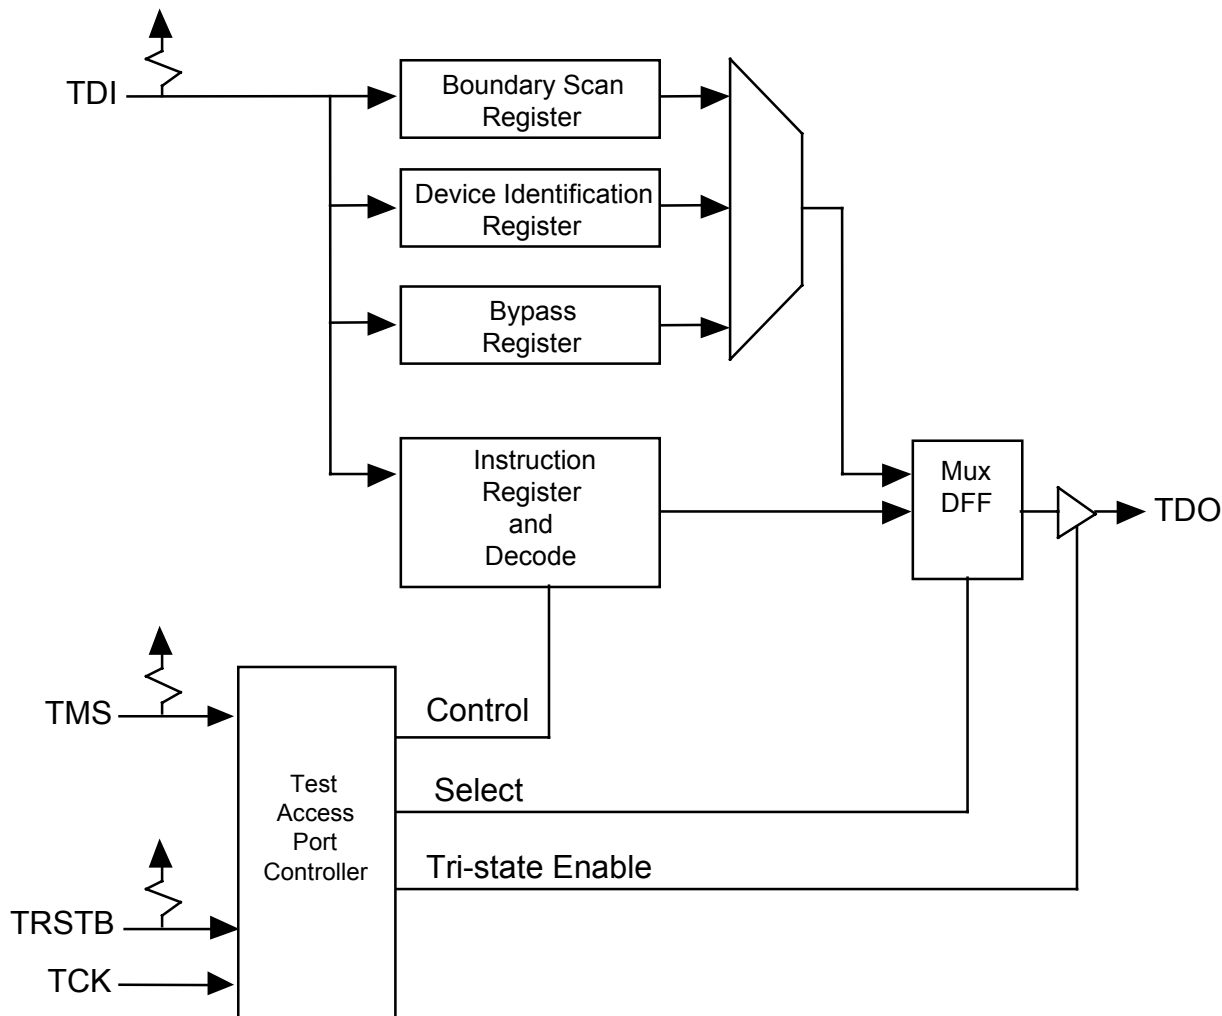 TDI
Boundary Scan
Register
Device Identification
Register
Bypass
Register
Instruction
Register
and
Decode
Mux
DFF
TDO
TMS
Control
Select
Tri-state Enable
Test
Access
Port
Controller
TRSTB
TCK